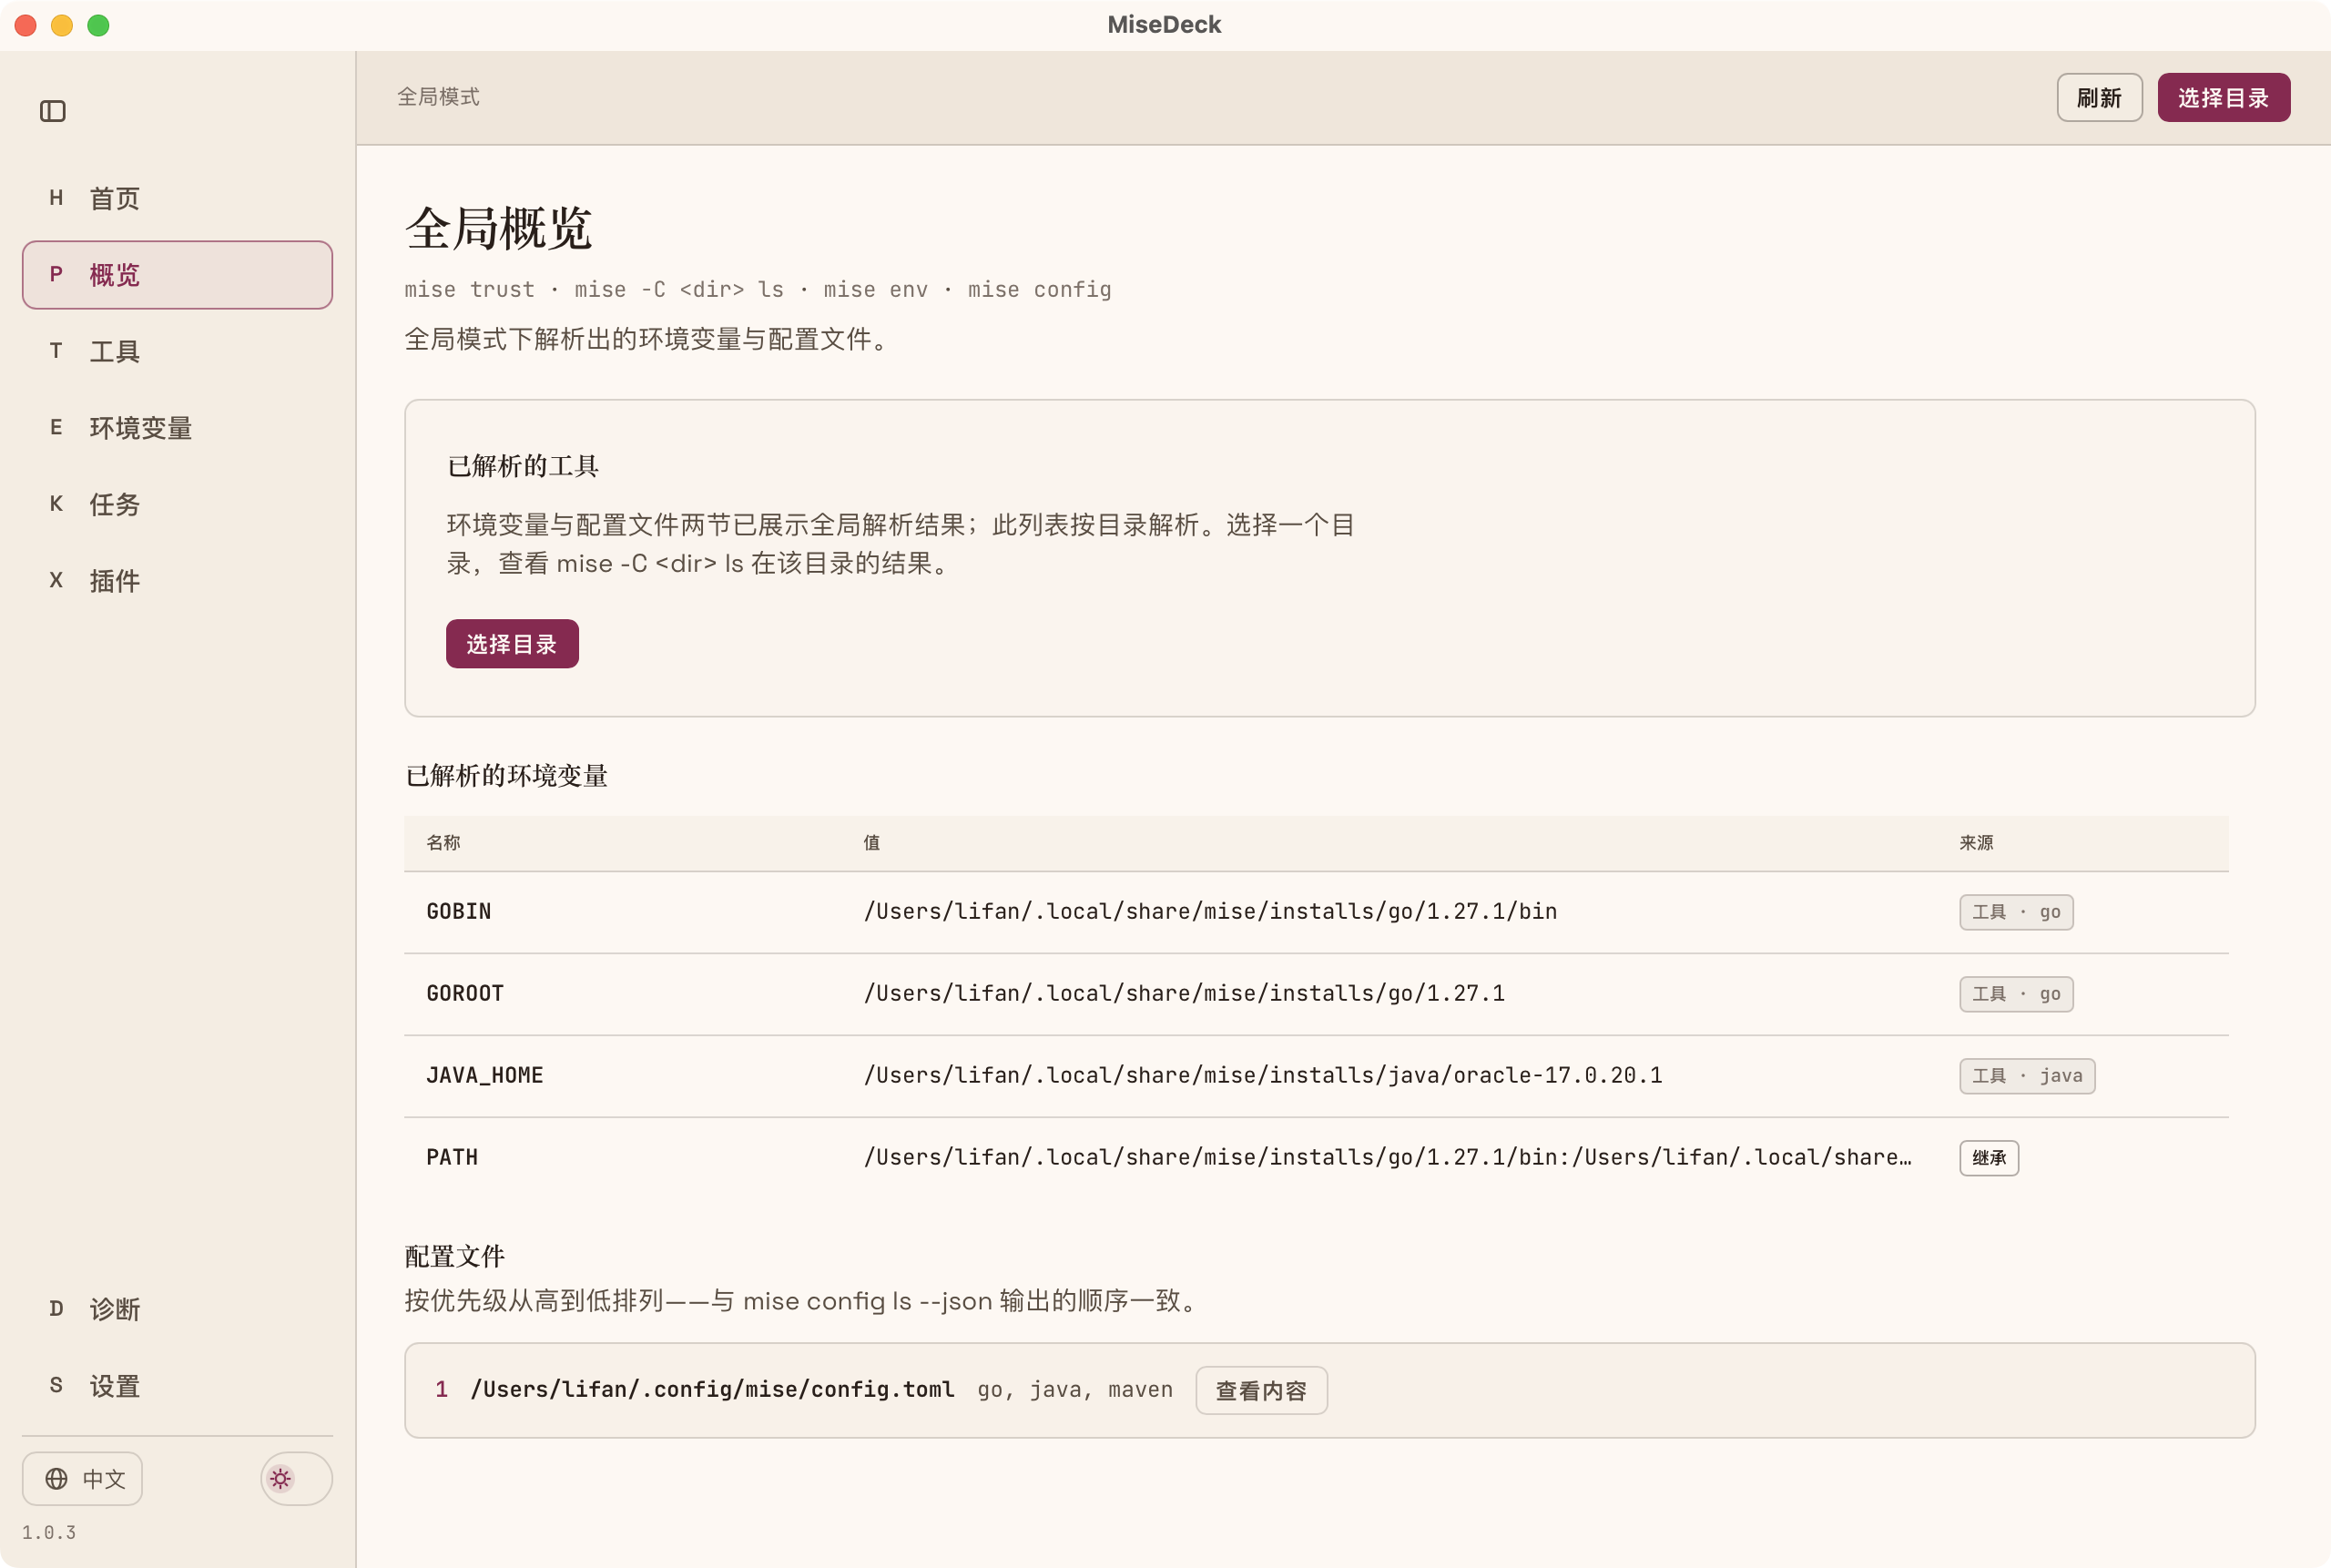 MiseDeck
全局模式
刷新
选择目录
H 首页
P 概览
T 工具
E 环境变量
K 任务
X 插件
D 诊断
S 设置
中文
1.0.3
全局概览
mise trust · mise -C <dir> ls · mise env · mise config
全局模式下解析出的环境变量与配置文件。
已解析的工具
环境变量与配置文件两节已展示全局解析结果；此列表按目录解析。选择一个目
录，查看 mise -C <dir> ls 在该目录的结果。
选择目录
已解析的环境变量
名称 值 来源
GOBIN /Users/lifan/.local/share/mise/installs/go/1.27.1/bin 工具 · go
GOROOT /Users/lifan/.local/share/mise/installs/go/1.27.1 工具 · go
JAVA_HOME /Users/lifan/.local/share/mise/installs/java/oracle-17.0.20.1 工具 · java
PATH /Users/lifan/.local/share/mise/installs/go/1.27.1/bin:/Users/lifan/.local/share… 继承
配置文件
按优先级从高到低排列——与 mise config ls --json 输出的顺序一致。
1 /Users/lifan/.config/mise/config.toml go, java, maven 查看内容